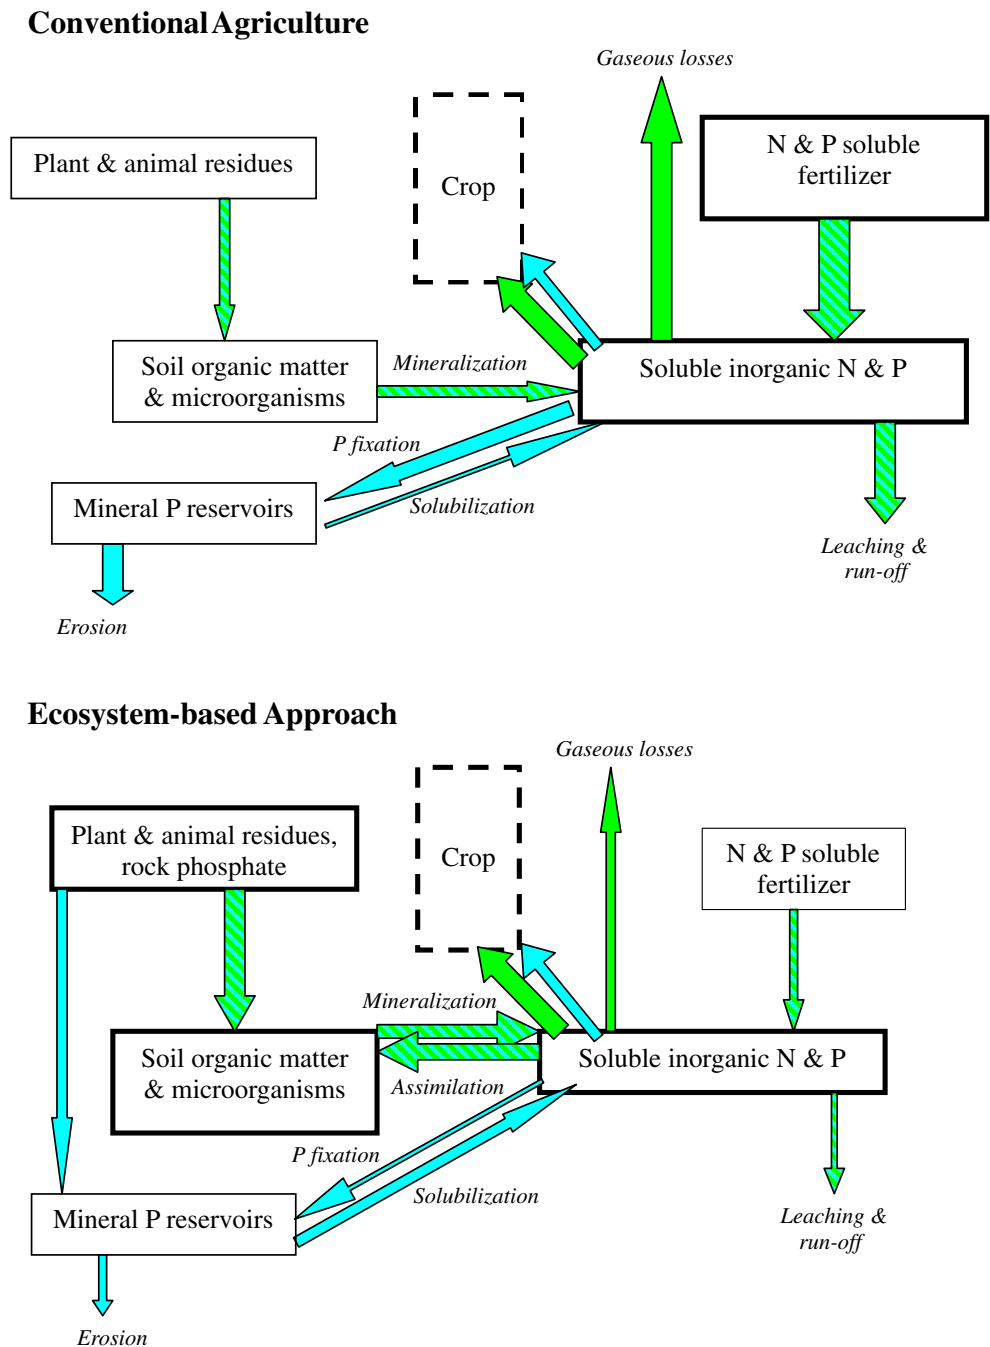 Conventional Agriculture
Gaseous losses
N & P soluble
fertilizer
Plant & animal residues
Crop
Soil organic matter
& microorganisms
Mineralization
Soluble inorganic N & P
P fixation
Mineral P reservoirs
Solubilization
Leaching &
run-off
Erosion
Ecosystem-based Approach
Gaseous losses
Plant & animal residues,
rock phosphate
Crop
N & P soluble
fertilizer
Mineralization
Soil organic matter
& microorganisms
Soluble inorganic N & P
Assimilation
P fixation
Solubilization
Mineral P reservoirs
Leaching &
run-off
Erosion